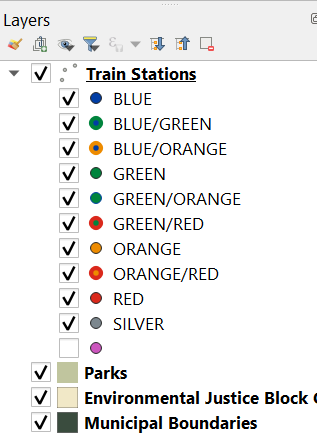 Layers
Train Stations
BLUE
BLUE/GREEN
BLUE/ORANGE
GREEN
GREEN/ORANGE
GREEN/RED
ORANGE
ORANGE/RED
RED
SILVER
Parks
Environmental Justice Block
Municipal Boundaries